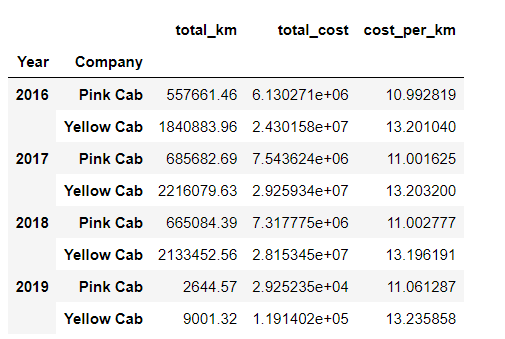 total_km total_cost cost_per_km
Year Company
2016 Pink Cab 557661.46 6.130271e+06 10.992819
Yellow Cab 1840883.96 2.430158e+07 13.201040
2017 Pink Cab 685682.69 7.543624e+06 11.001625
Yellow Cab 2216079.63 2.925934e+07 13.203200
2018 Pink Cab 665084.39 7.317775e+06 11.002777
Yellow Cab 2133452.56 2.815345e+07 13.196191
2019 Pink Cab 2644.57 2.925235e+04 11.061287
Yellow Cab 9001.32 1.191402e+05 13.235858